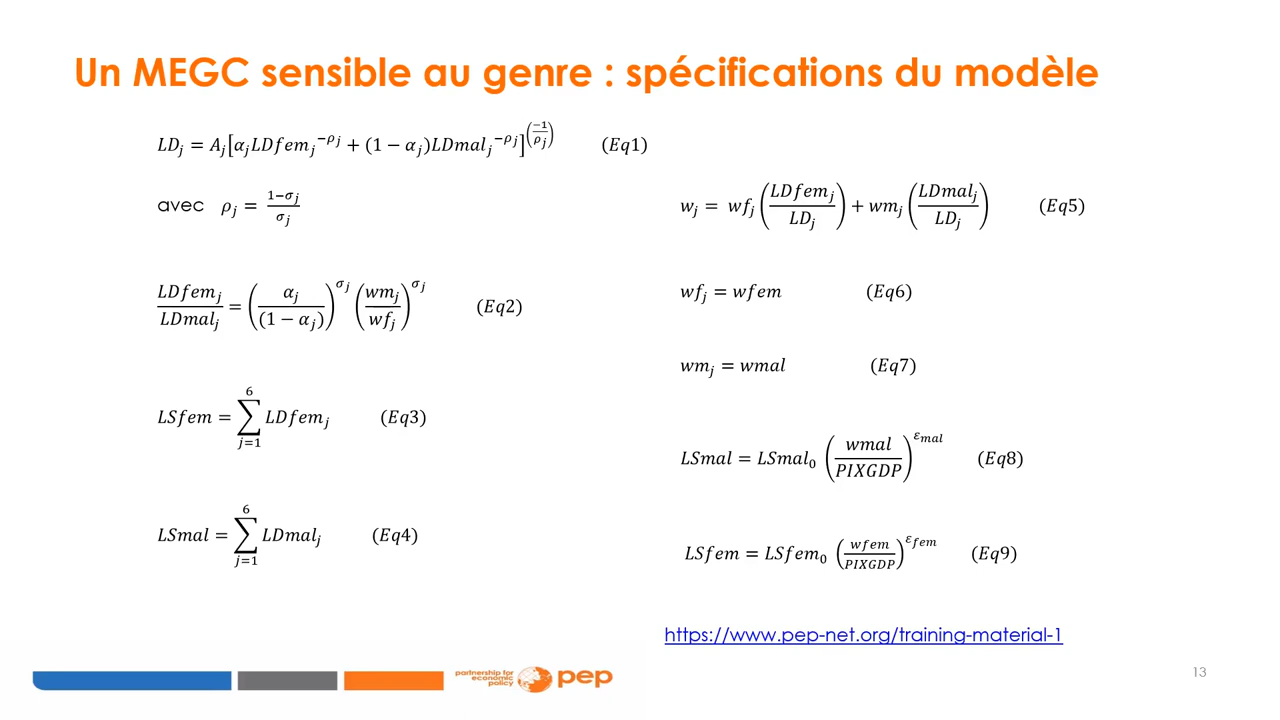 Un MEGC sensible au genre : spécifications du modèle
LD_j = A_j[α_jLDfem_j^{−ρ_j} + (1 − α_j)LDmal_j^{−ρ_j}]^{(−1/ρ_j)} (Eq1)
avec ρ_j = (1−σ_j)/σ_j
LDfem_j/LDmal_j = (α_j/(1 − α_j))^{σ_j} (wm_j/wf_j)^{σ_j} (Eq2)
LSfem = ∑_{j=1}^{6} LDfem_j (Eq3)
LSmal = ∑_{j=1}^{6} LDmal_j (Eq4)
w_j = wf_j (LDfem_j/LD_j) + wm_j (LDmal_j/LD_j) (Eq5)
wf_j = wfem (Eq6)
wm_j = wmal (Eq7)
LSmal = LSmal_0 (wmal/PIXGDP)^{ε_mal} (Eq8)
LSfem = LSfem_0 (wfem/PIXGDP)^{ε_fem} (Eq9)
https://www.pep-net.org/training-material-1
partnership for
economic
policy
pep
13